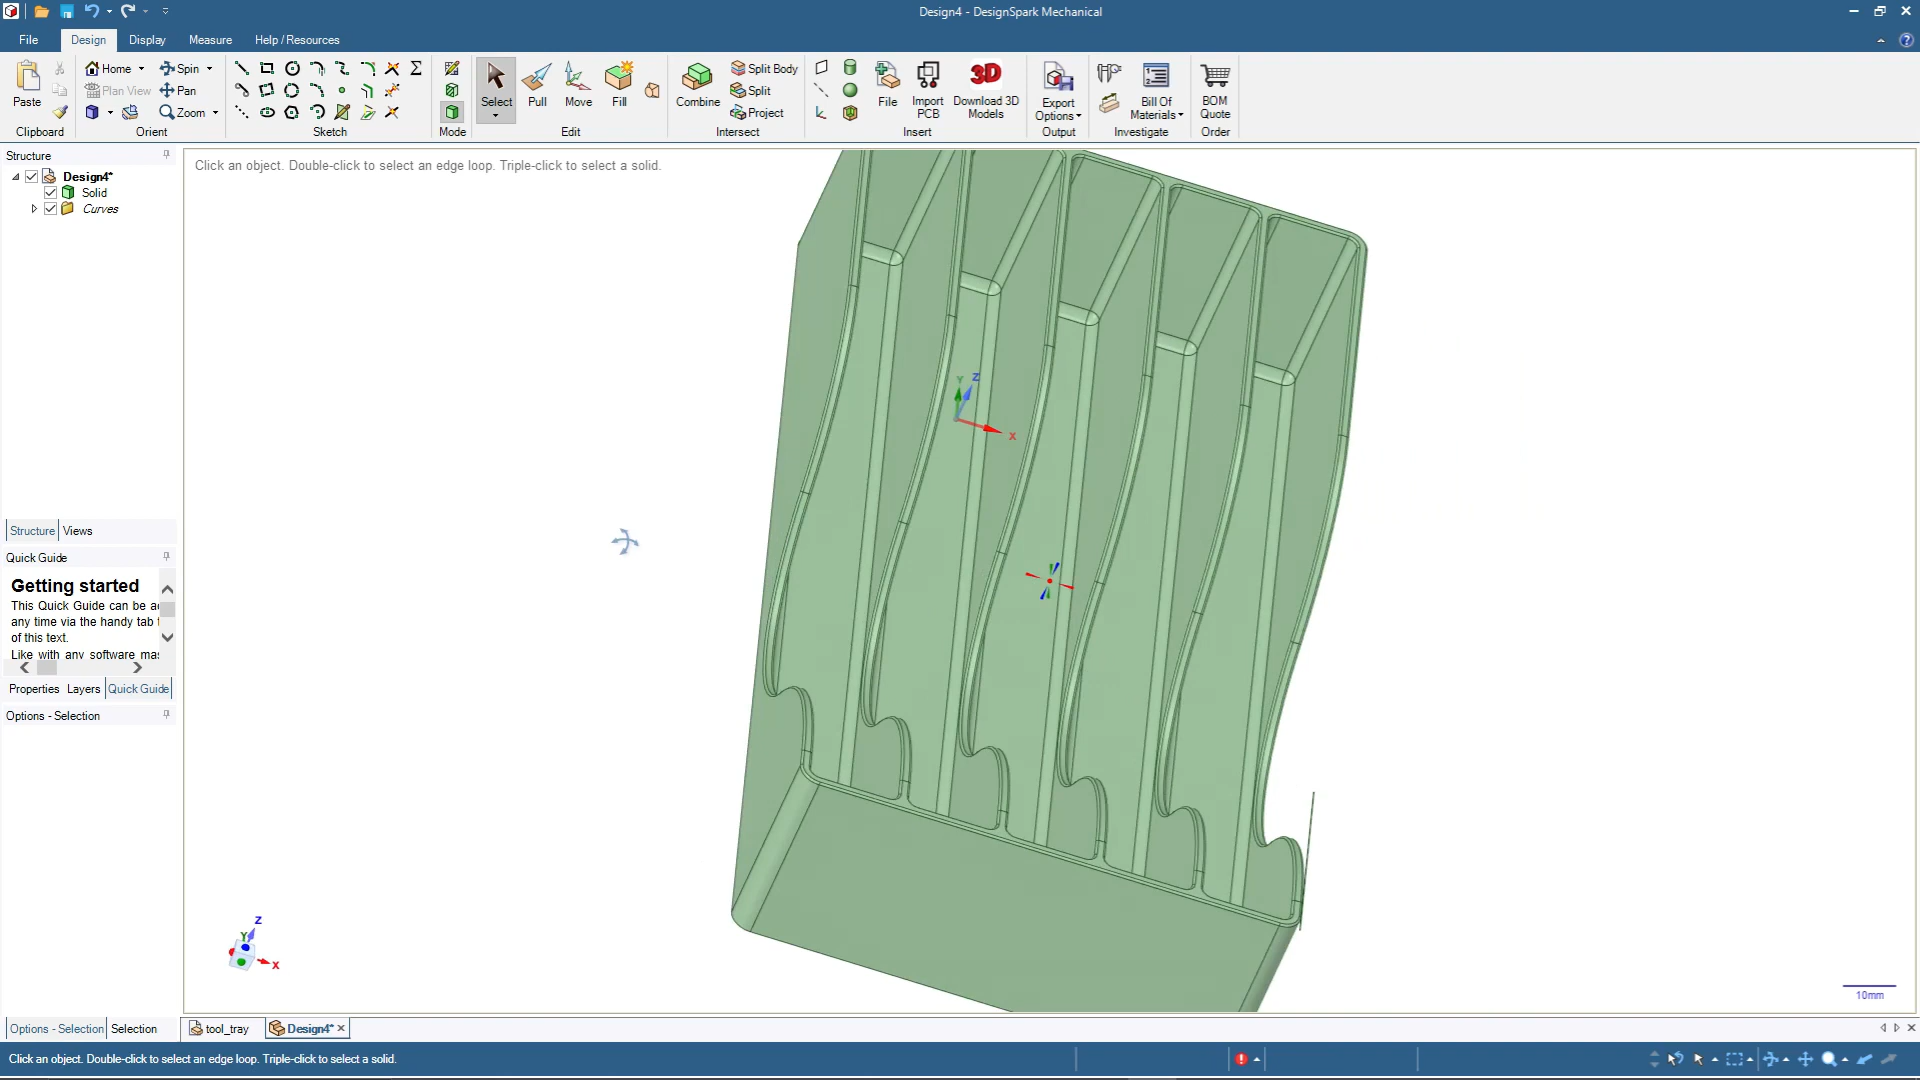 Design4 - DesignSpark Mechanical
File
Design
Display
Measure
Help / Resources
Paste
Home
Plan View
Spin
Pan
Zoom
Select
Pull
Move
Fill
Combine
Split Body
Split
Project
File
Import PCB
3D
Download 3D Models
Export Options
Bill Of Materials
BOM Quote
Clipboard
Orient
Sketch
Mode
Edit
Intersect
Insert
Output
Investigate
Order
Structure
Design4*
Solid
Curves
Click an object. Double-click to select an edge loop. Triple-click to select a solid.
Y
Z
X
Structure
Views
Quick Guide
Getting started
This Quick Guide can be a
any time via the handy tab
of this text.
Like with any software ma
Properties
Layers
Quick Guide
Options - Selection
Z
Y
X
10mm
Options - Selection
Selection
tool_tray
Design4*
Click an object. Double-click to select an edge loop. Triple-click to select a solid.